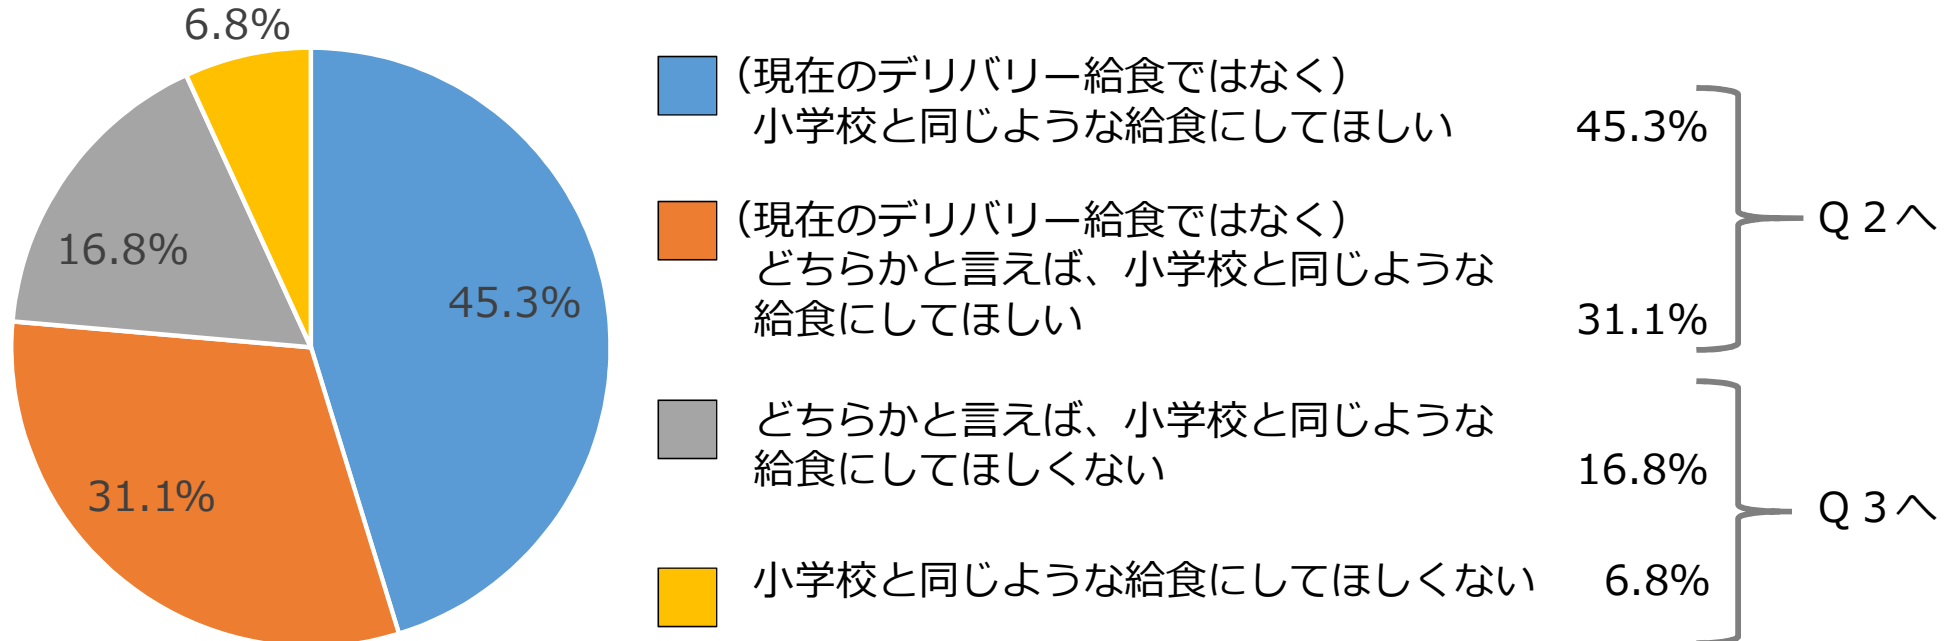 6.8%
16.8%
45.3%
31.1%
（現在のデリバリー給食ではなく）
小学校と同じような給食にしてほしい 45.3%
（現在のデリバリー給食ではなく）
どちらかと言えば、小学校と同じような
給食にしてほしい 31.1%
Ｑ２へ
どちらかと言えば、小学校と同じような
給食にしてほしくない 16.8%
小学校と同じような給食にしてほしくない 6.8%
Ｑ３へ